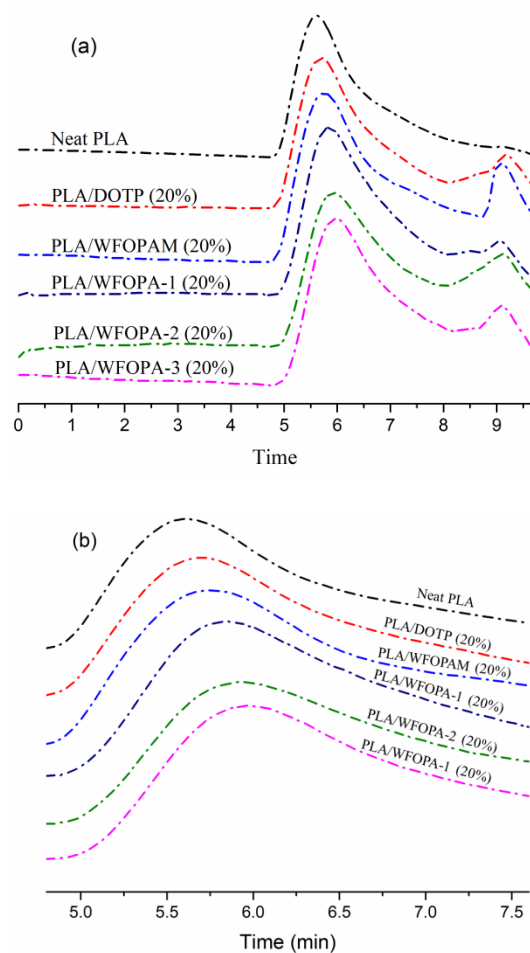 (a)
Neat PLA
PLA/DOTP (20%)
PLA/WFOPAM (20%)
PLA/WFOPA-1 (20%)
PLA/WFOPA-2 (20%)
PLA/WFOPA-3 (20%)
0 1 2 3 4 5 6 7 8 9
Time
(b)
Neat PLA
PLA/DOTP (20%)
PLA/WFOPAM (20%)
PLA/WFOPA-1 (20%)
PLA/WFOPA-2 (20%)
PLA/WFOPA-1 (20%)
5.0 5.5 6.0 6.5 7.0 7.5
Time (min)